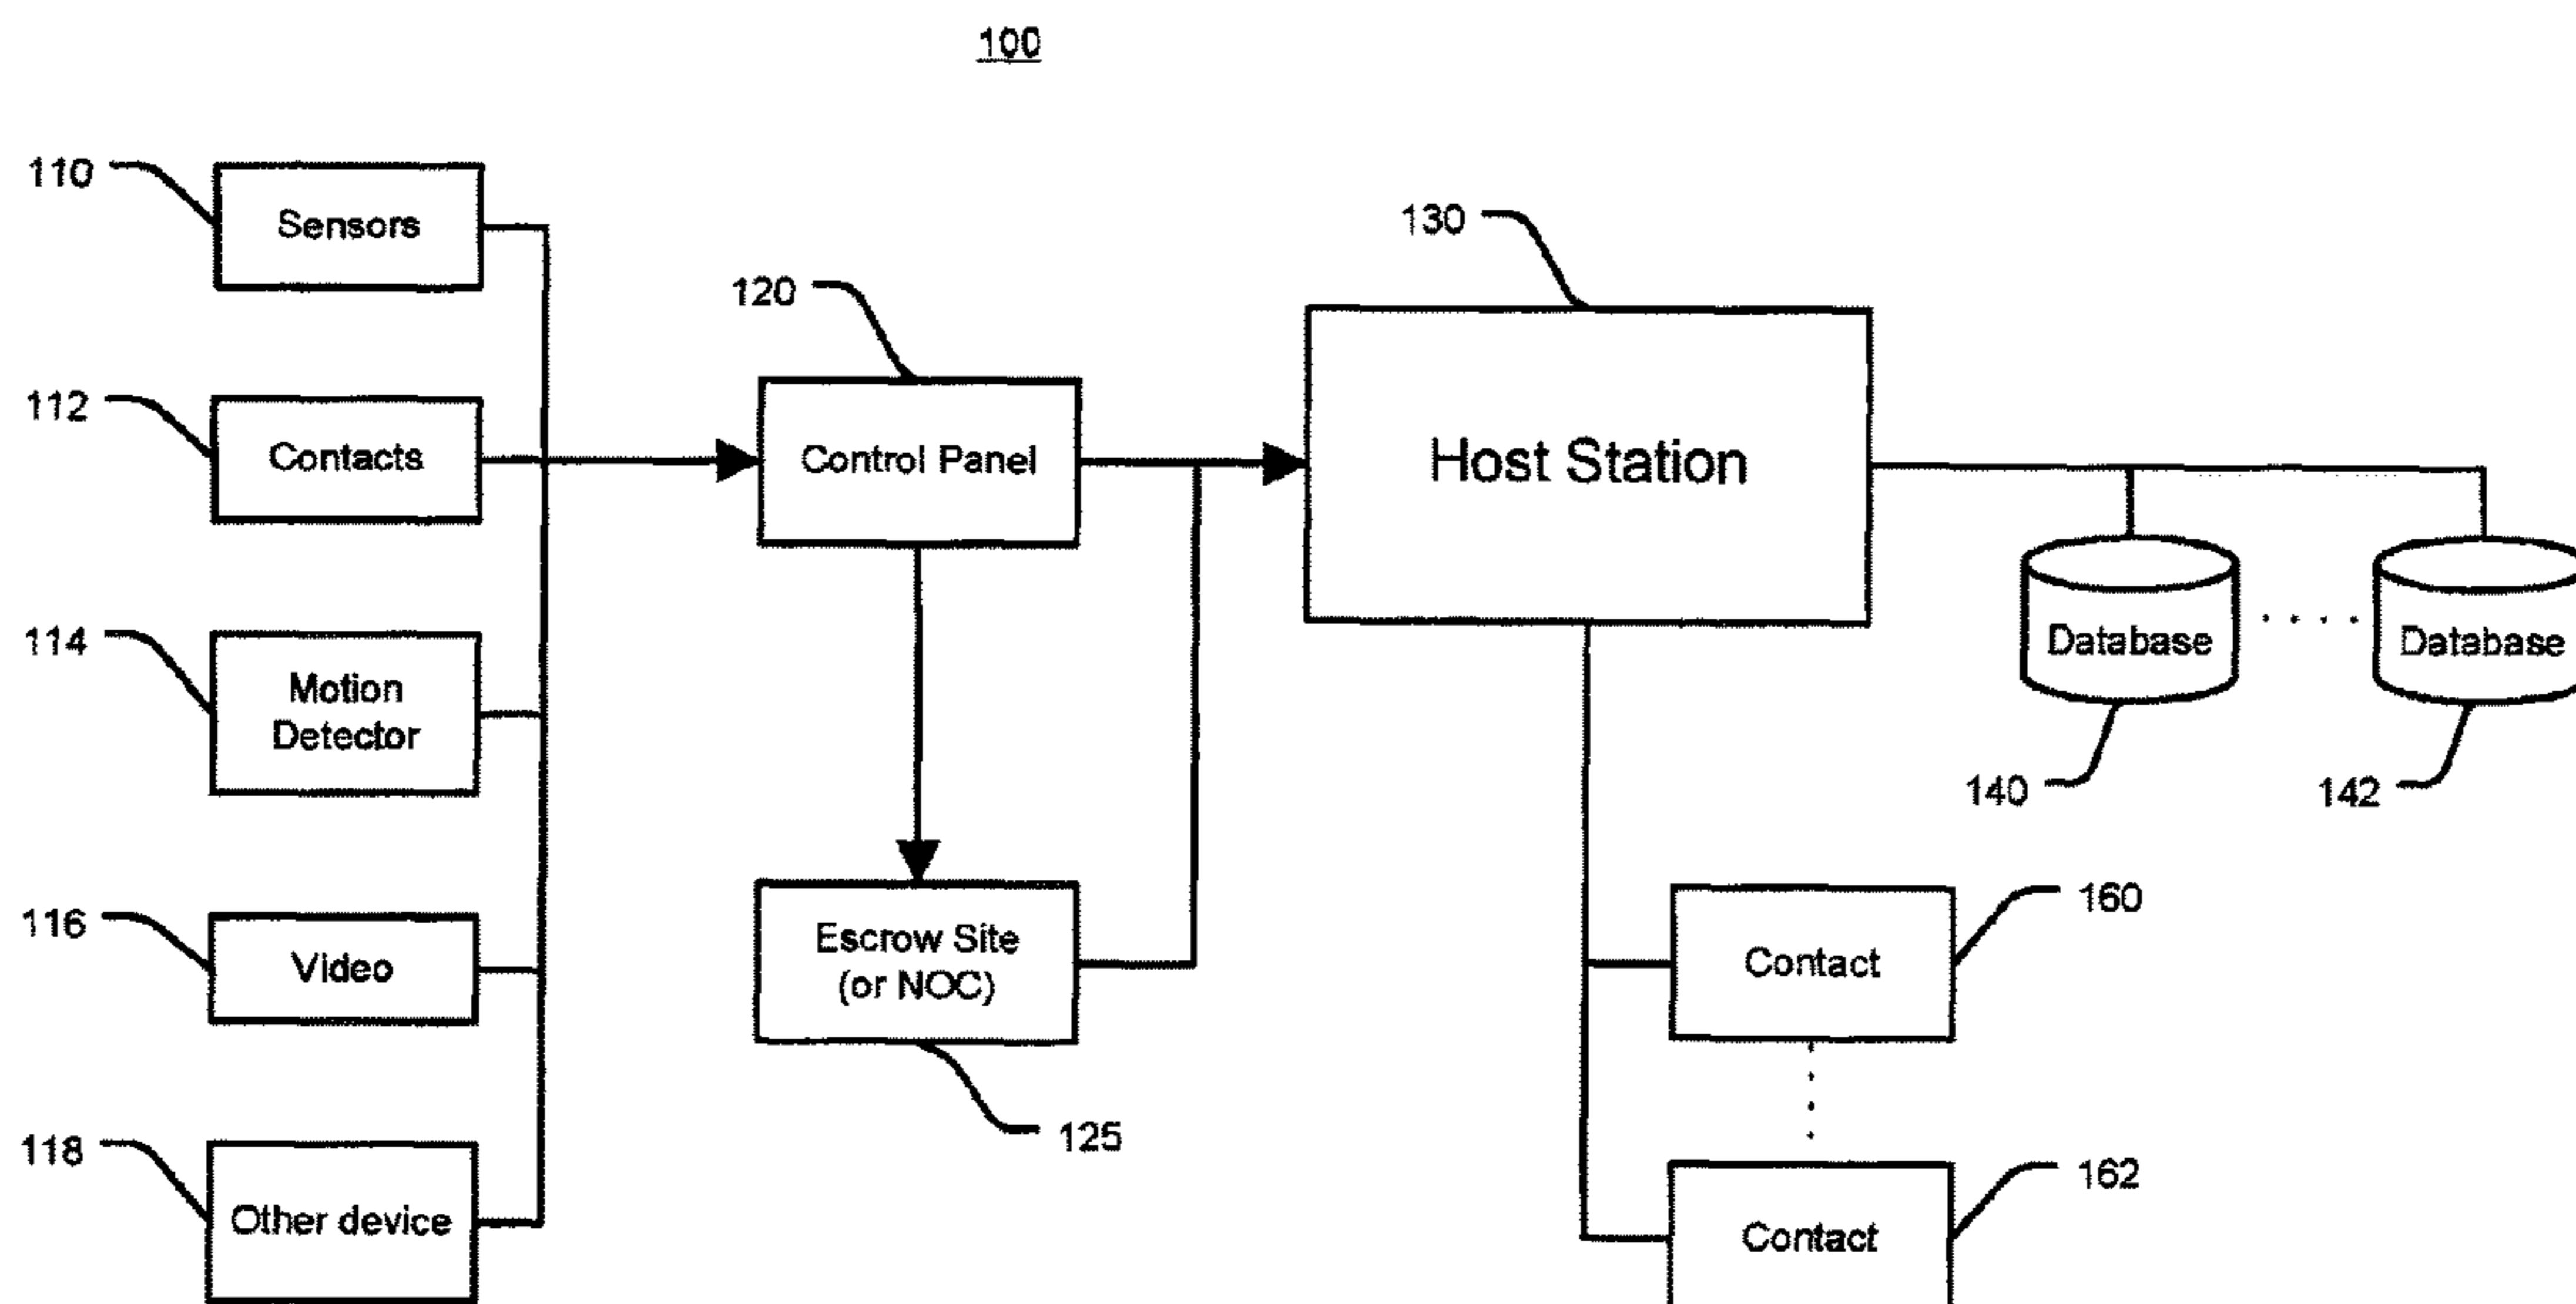 100
110
Sensors
112
Contacts
114
Motion
Detector
116
Video
118
Other device
120
Control Panel
Escrow Site
(or NOC)
125
130
Host Station
Database
140
Database
142
Contact
160
Contact
162